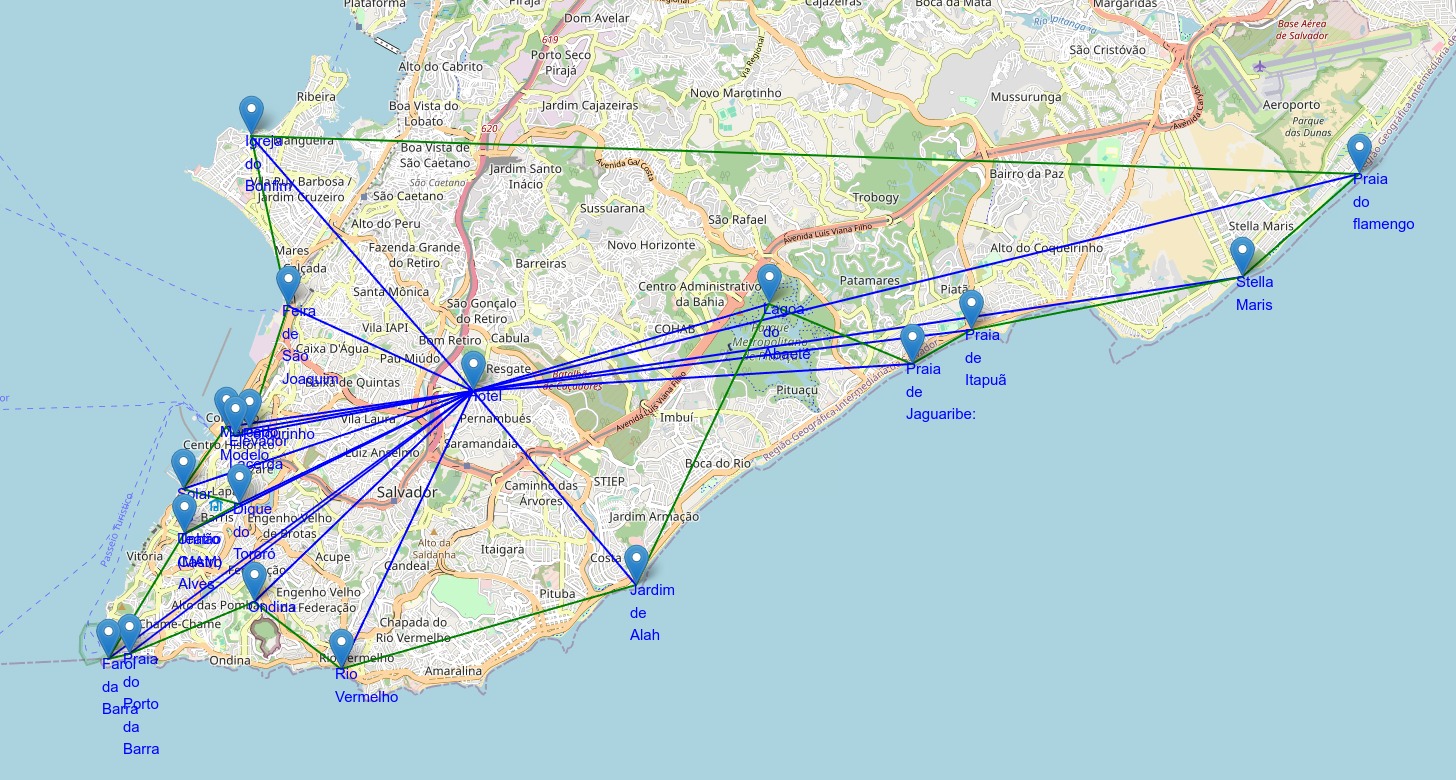 Plataforma
Pirajá
Dom Avelar
Cajazeiras
Boca da Mata
Margaridas
Rio Ipitanga
Base Aérea
de Salvador
619
Porto Seco
Pirajá
São Cristóvão
Alto do Cabrito
Via Regional
Ribeira
Boa Vista do
Lobato
Jardim Cajazeiras
Novo Marotinho
Mussurunga
Avenida Carybé
Aeroporto
Parque
das Dunas
620
Mangueira
Igreja
do
Bonfim
Boa Vista de
São Caetano
São Caetano
São Caetano
Jardim Santo
Inácio
Avenida Gal Costa
Bairro da Paz
Praia
do
flamengo
Vila Ruy Barbosa /
Jardim Cruzeiro
Sussuarana
São Rafael
Trobogy
Alto do Peru
Avenida Luís Viana Filho
Stella Maris
Mares
Calçada
Fazenda Grande
do Retiro
Novo Horizonte
Alto do Coqueirinho
Barreiras
Santa Mônica
Centro Administrativo
da Bahia
Patamares
Piatã
Stella
Maris
Feira
de
São
Joaquim
São Gonçalo
do Retiro
Lagoa
do
Abaeté
Parque
Metropolitano
de Pituaçu
Vila IAPI
Bom Retiro
Cabula
COHAB
Praia
de
Itapuã
Caixa D'Água
Pau Miúdo
Resgate
Batalhão
de Caçadores
Praia
de
Jaguaribe:
Baixa de Quintas
Hotel
Pituaçu
Avenida Luís Viana Filho
Região Geográfica Intermediária de Salvador
Vila Laura
Pernambués
Imbuí
Pelourinho
Mercado
Modelo
Elevador
Lacerda
Centro Histórico
Saramandaia
Luiz Anselmo
Nazaré
Boca do Rio
Solar
Lapa
Salvador
Caminho das
Árvores
STIEP
Dique
do
Tororó
Barris
Engenho Velho
de Brotas
Jardim Armação
Passeio Turistico
Unhão
(MAM)
Teatro
Castro
Alves
Vitória
Acupe
Alto da
Saldanha
Candeal
Itaigara
Costa
Federação
Pituba
Jardim
de
Alah
Engenho Velho
da Federação
Alto das Pombas
Ondina
Chame-Chame
Chapada do
Rio Vermelho
Farol
da
Barra
Praia
do
Porto
da
Barra
Ondina
Rio Vermelho
Amaralina
Rio
Vermelho